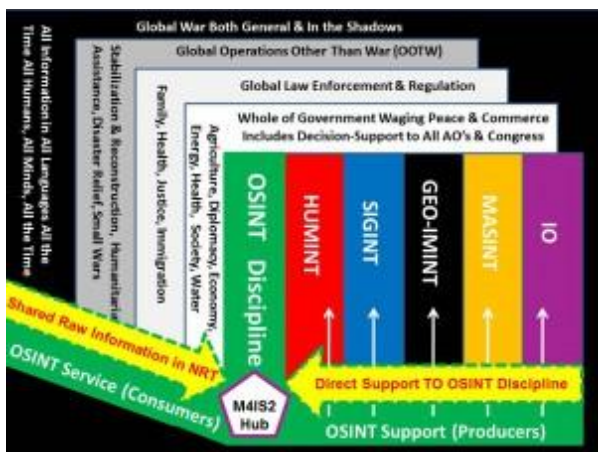 Global War Both General & In the Shadows
Global Operations Other Than War (OOTW)
Global Law Enforcement & Regulation
Whole of Government Waging Peace & Commerce
Includes Decision-Support to All AO's & Congress
All Information in All Languages All the
Time All Humans, All Minds, All the Time
Stabilization & Reconstruction, Humanitaria
Assistance, Disaster Relief, Small Wars
Family, Health, Justice, Immigration
Agriculture, Diplomacy, Economy,
Energy, Health, Society, Water
OSINT Discipline
HUMINT
SIGINT
GEO-IMINT
MASINT
IO
Shared Raw Information in NRT
OSINT Service (Consumers)
M4IS2
Hub
Direct Support TO OSINT Discipline
OSINT Support (Producers)